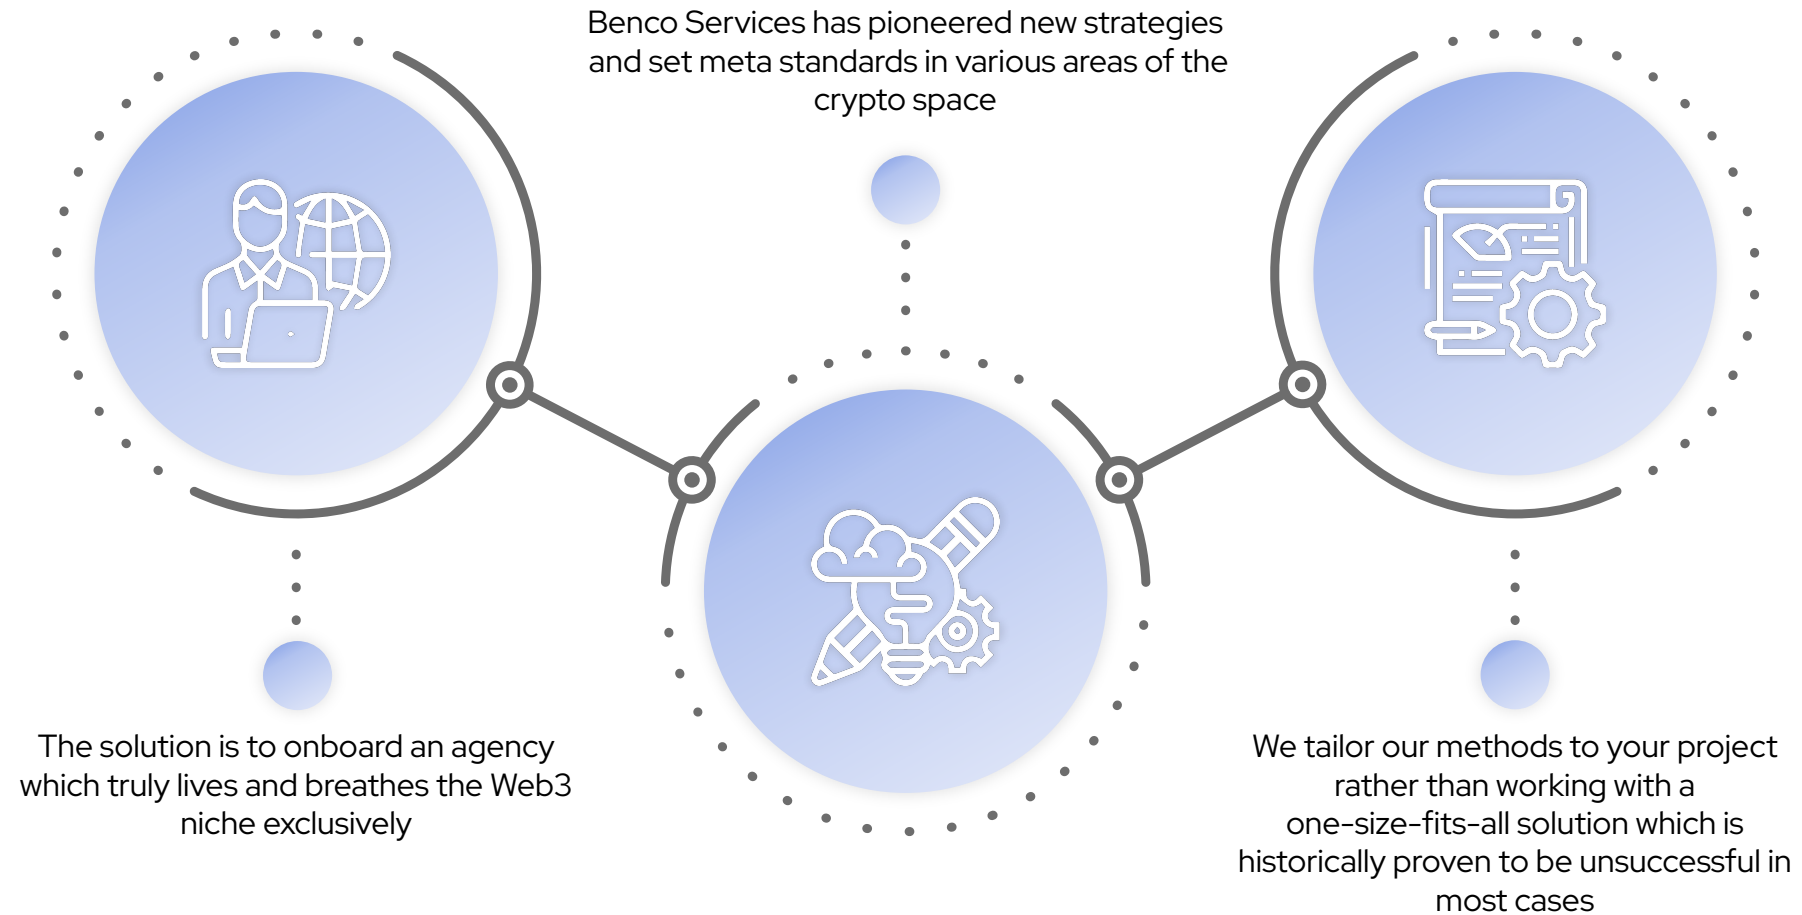 Benco Services has pioneered new strategies
and set meta standards in various areas of the
crypto space
The solution is to onboard an agency
which truly lives and breathes the Web3
niche exclusively
We tailor our methods to your project
rather than working with a
one-size-fits-all solution which is
historically proven to be unsuccessful in
most cases